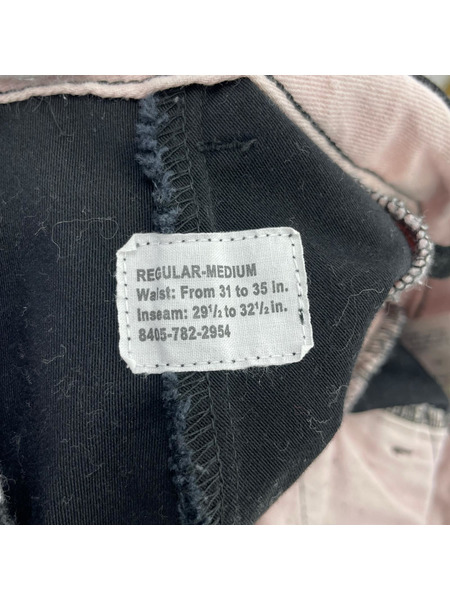 REGULAR-MEDIUM
Waist: From 31 to 35 in.
Inseam: 29½ to 32½ in.
8405-782-2954